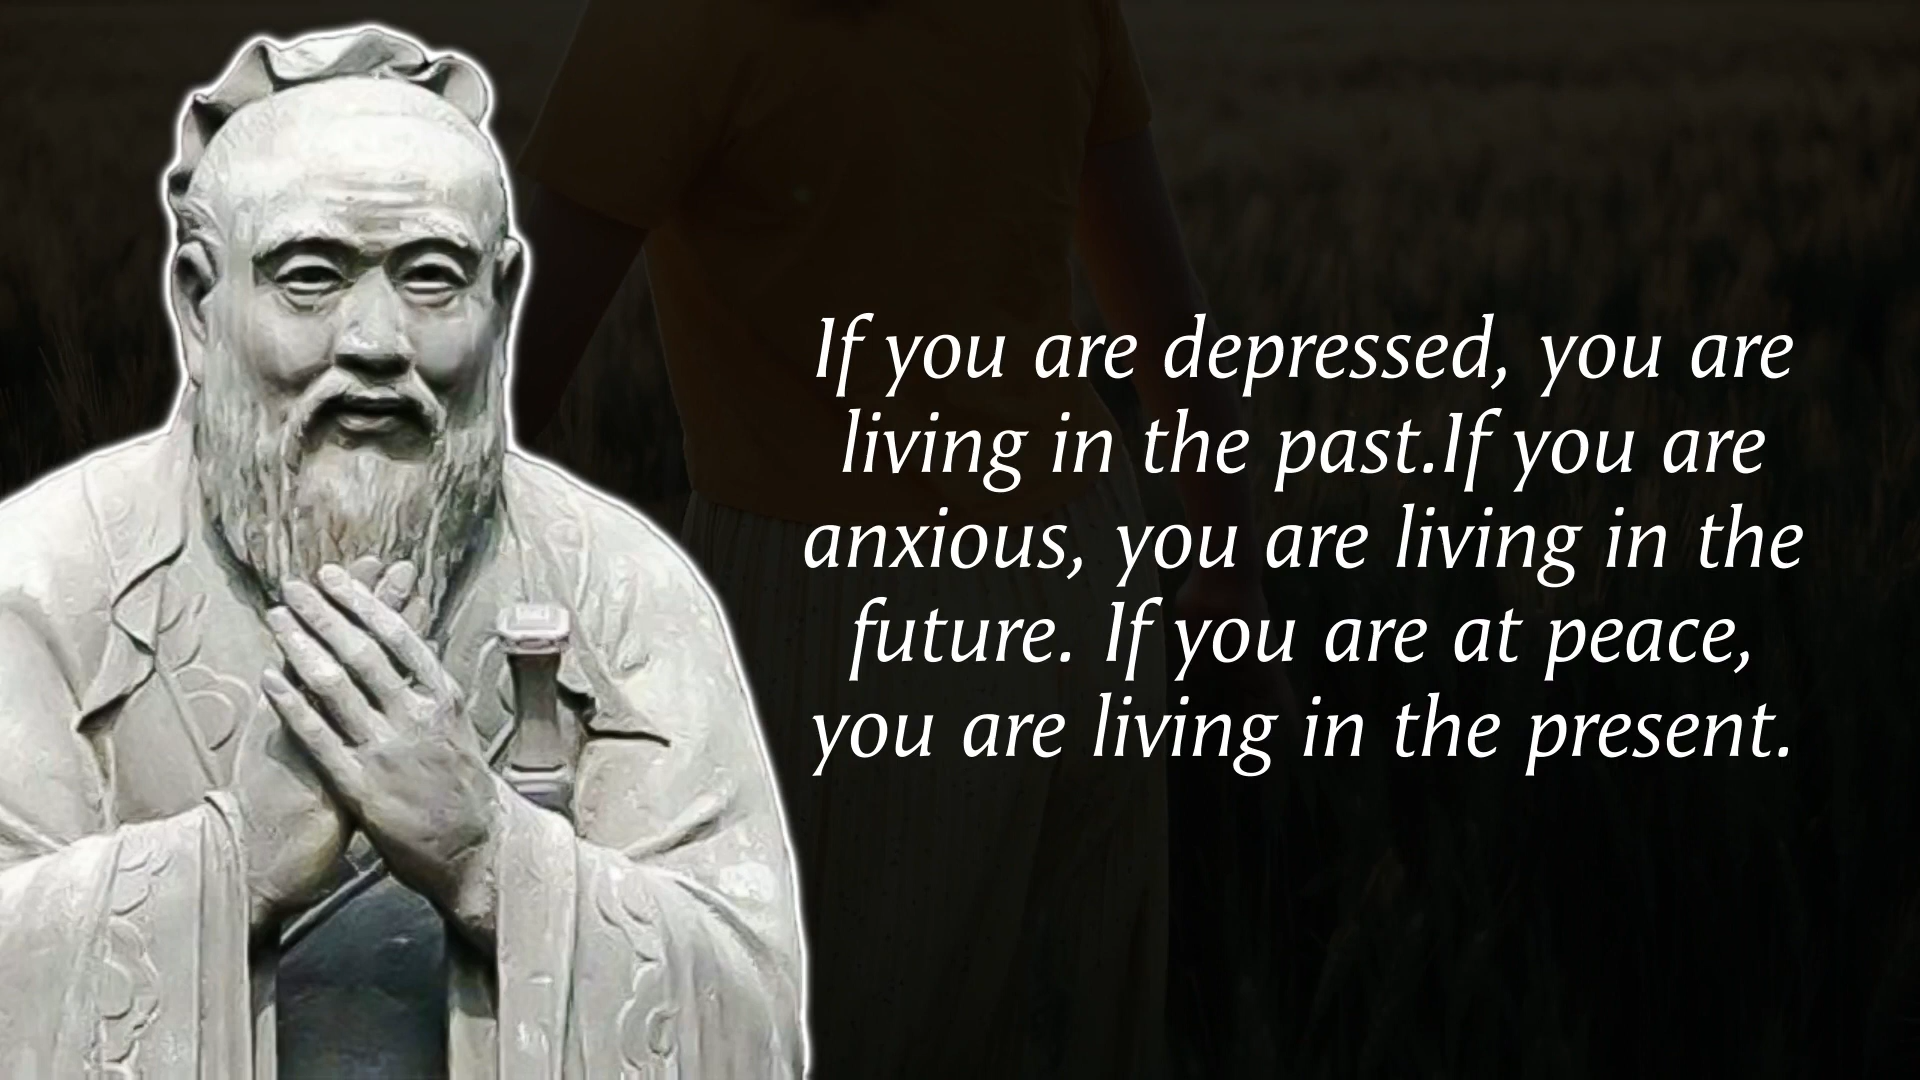 If you are depressed, you are
living in the past.If you are
anxious, you are living in the
future. If you are at peace,
you are living in the present.